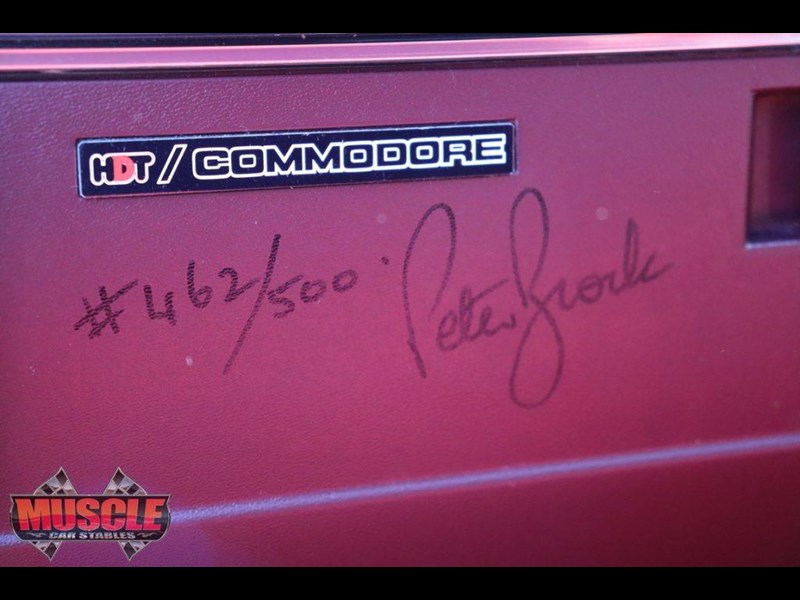 HDT / COMMODORE
#462/500. Peter Brock
MUSCLE
CAR STABLES